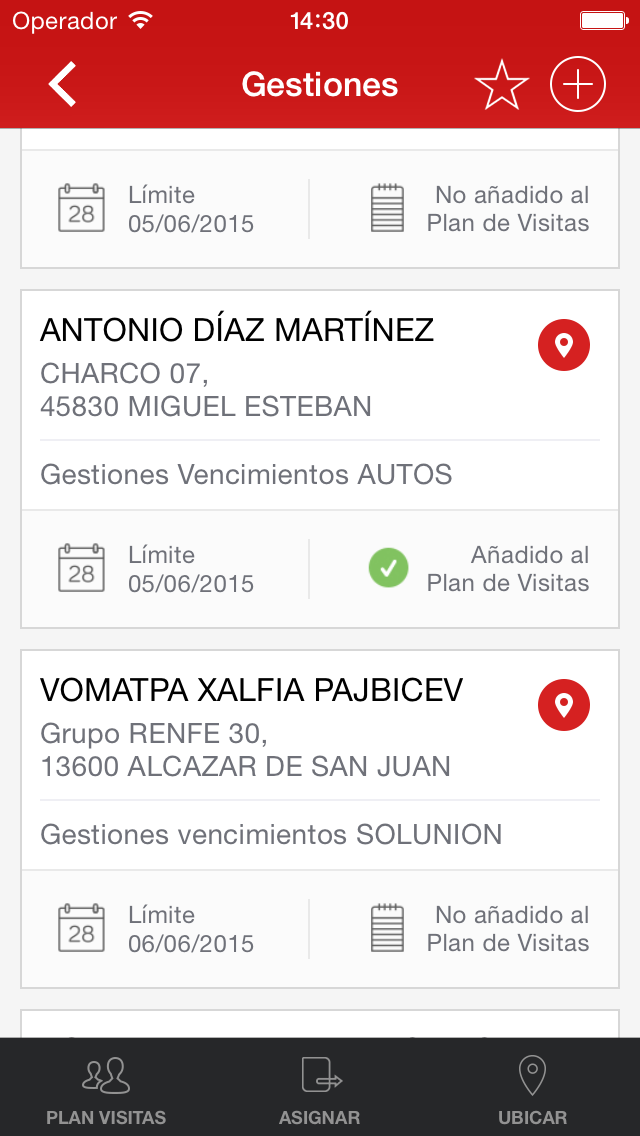 Operador 14:30
Gestiones
28
Límite
05/06/2015
No añadido al
Plan de Visitas
ANTONIO DÍAZ MARTÍNEZ
CHARCO 07,
45830 MIGUEL ESTEBAN
Gestiones Vencimientos AUTOS
28
Límite
05/06/2015
Añadido al
Plan de Visitas
VOMATPA XALFIA PAJBICEV
Grupo RENFE 30,
13600 ALCAZAR DE SAN JUAN
Gestiones vencimientos SOLUNION
28
Límite
06/06/2015
No añadido al
Plan de Visitas
PLAN VISITAS
ASIGNAR
UBICAR